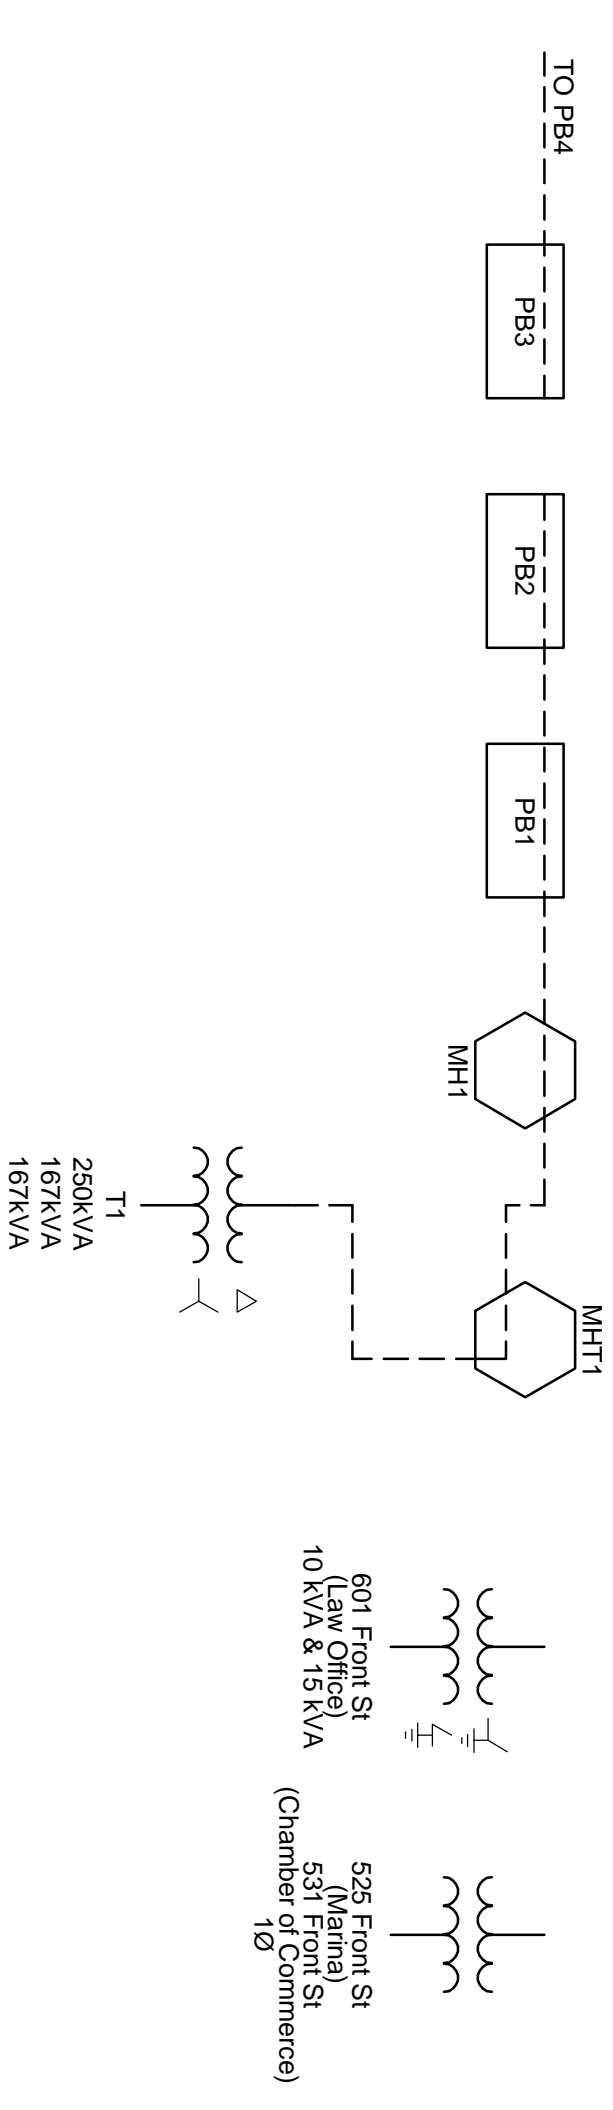 TO PB4
PB3
PB2
PB1
MH1
MHT1
T1
250kVA
167kVA
167kVA
601 Front St
(Law Office)
10 kVA & 15 kVA
525 Front St
(Marina)
531 Front St
(Chamber of Commerce)
1Ø